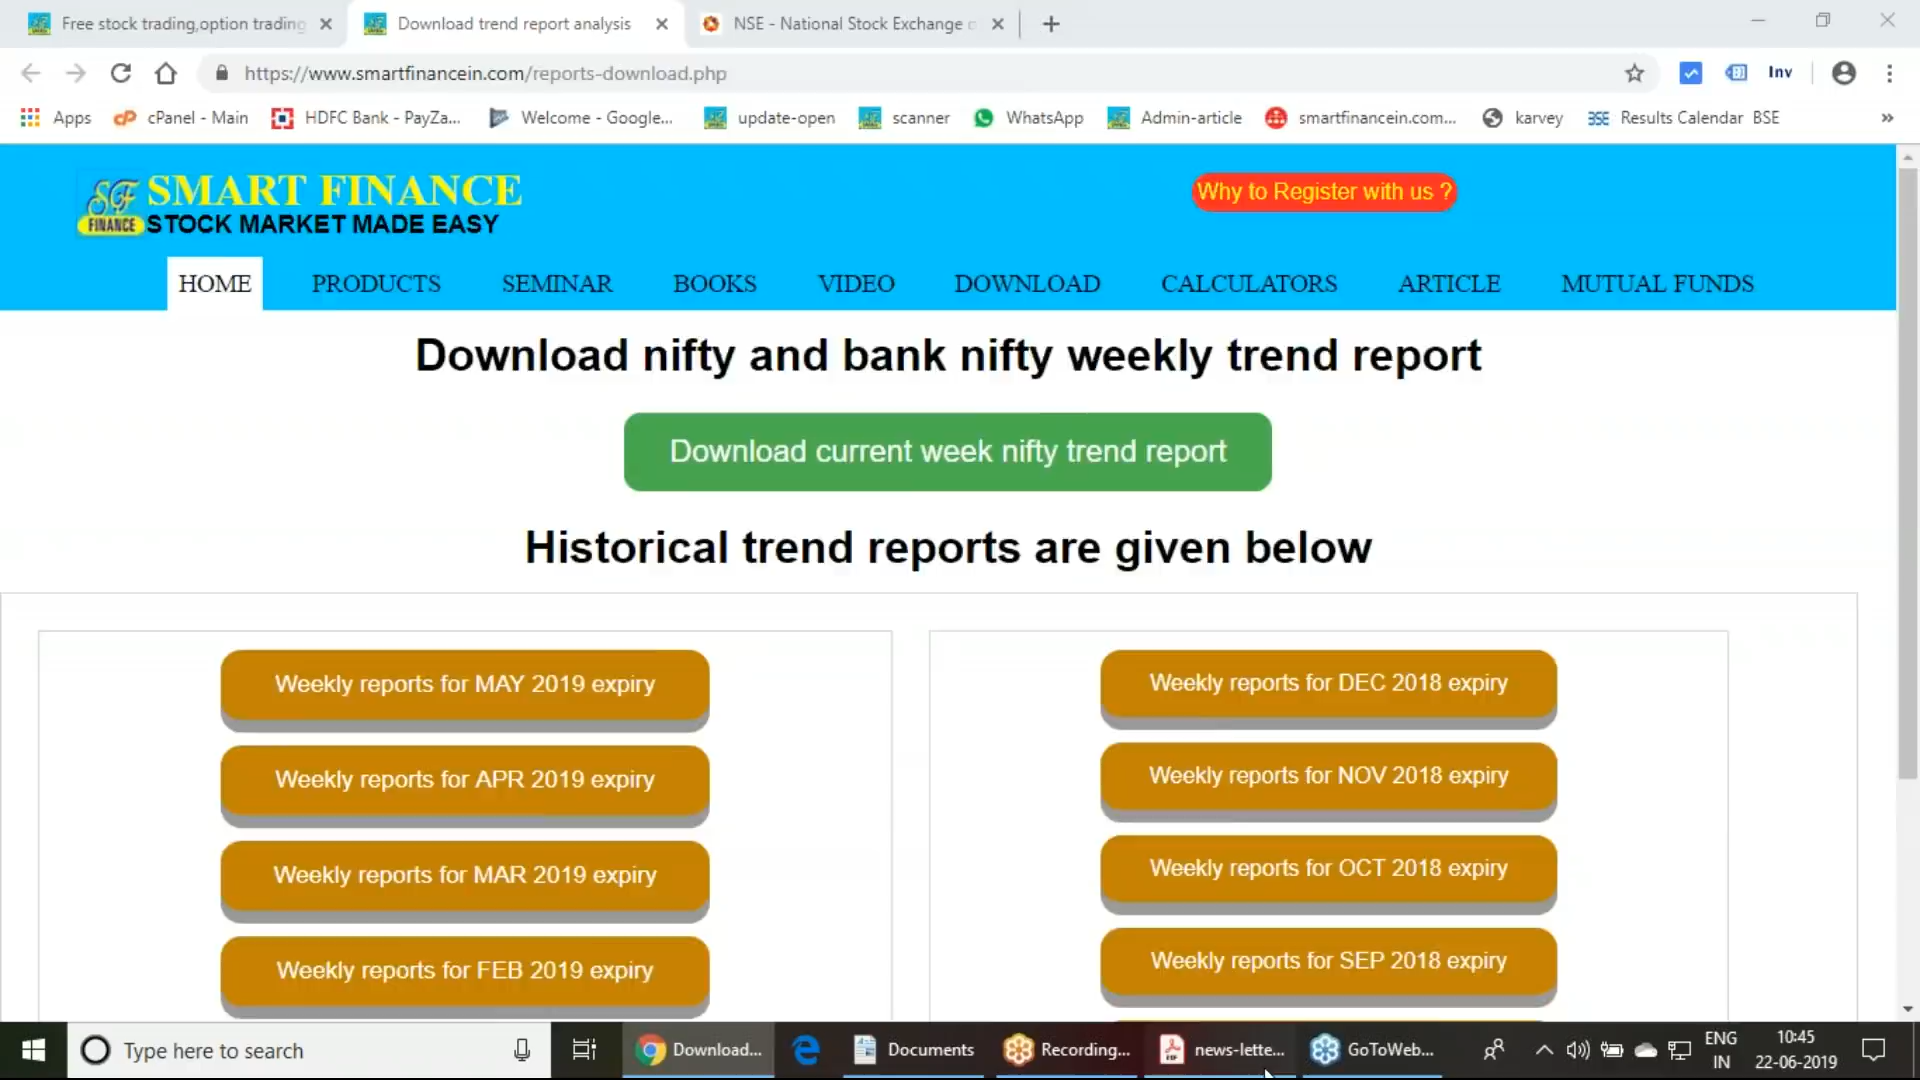 Free stock trading,option trading
Download trend report analysis
NSE - National Stock Exchange o
https://www.smartfinancein.com/reports-download.php
Inv
Apps
cPanel - Main
HDFC Bank - PayZa...
Welcome - Google...
update-open
scanner
WhatsApp
Admin-article
smartfinancein.com...
karvey
BSE Results Calendar BSE
»
SF FINANCE
SMART FINANCE
STOCK MARKET MADE EASY
Why to Register with us ?
HOME
PRODUCTS
SEMINAR
BOOKS
VIDEO
DOWNLOAD
CALCULATORS
ARTICLE
MUTUAL FUNDS
Download nifty and bank nifty weekly trend report
Download current week nifty trend report
Historical trend reports are given below
Weekly reports for MAY 2019 expiry
Weekly reports for APR 2019 expiry
Weekly reports for MAR 2019 expiry
Weekly reports for FEB 2019 expiry
Weekly reports for DEC 2018 expiry
Weekly reports for NOV 2018 expiry
Weekly reports for OCT 2018 expiry
Weekly reports for SEP 2018 expiry
Type here to search
Download...
Documents
Recording...
news-lette...
GoToWeb...
ENG
IN
10:45
22-06-2019